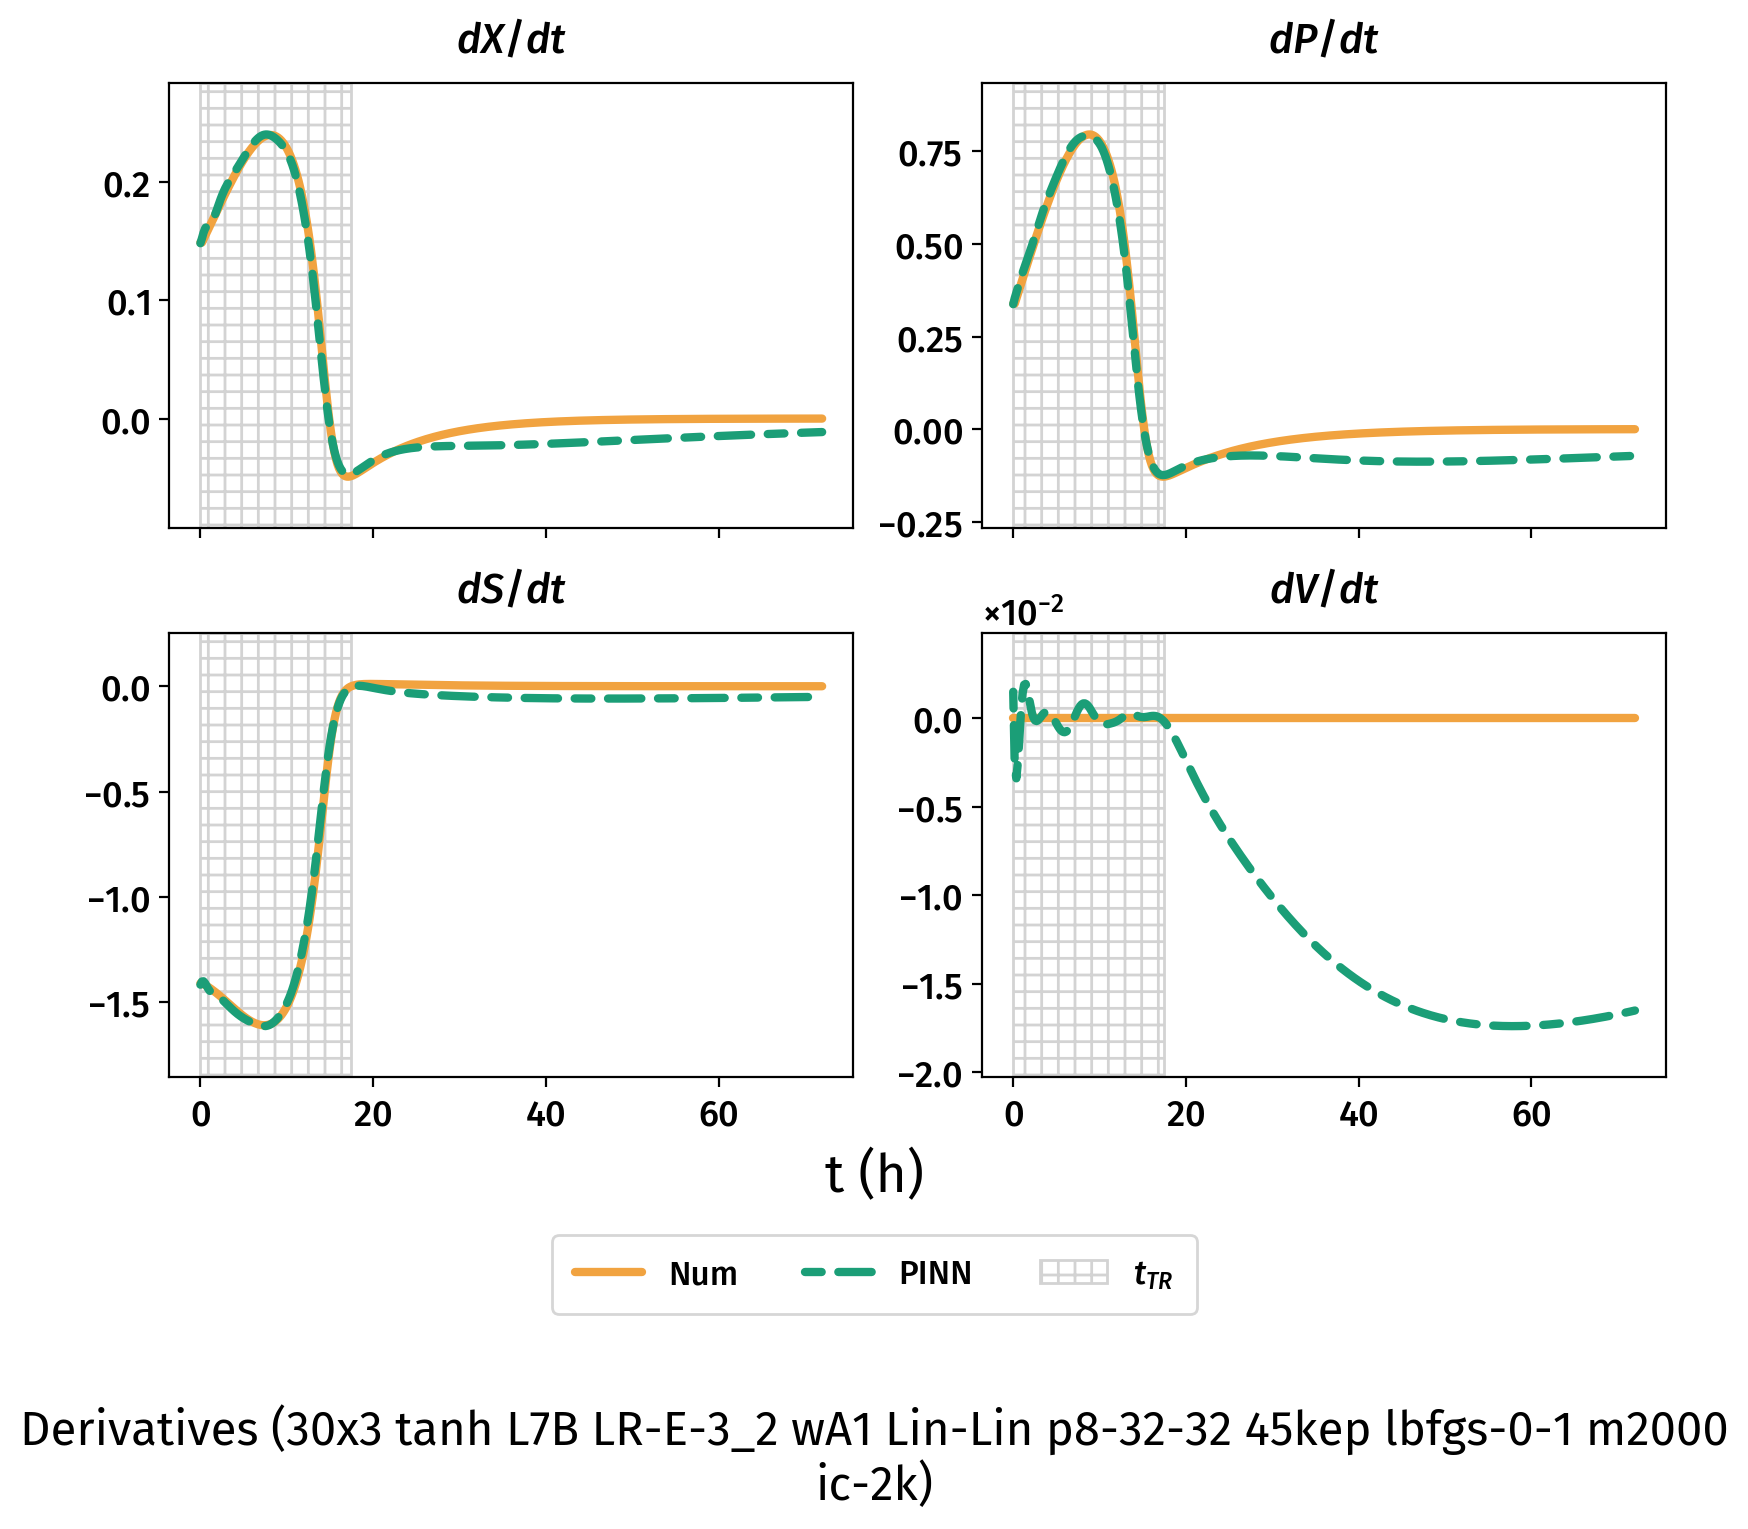 dX/dt
dP/dt
0.2
0.1
0.0
0.75
0.50
0.25
0.00
−0.25
dS/dt
dV/dt
×10⁻²
0.0
−0.5
−1.0
−1.5
0.0
−0.5
−1.0
−1.5
−2.0
0 20 40 60
0 20 40 60
t (h)
Num PINN t_TR
Derivatives (30x3 tanh L7B LR-E-3_2 wA1 Lin-Lin p8-32-32 45kep lbfgs-0-1 m2000
ic-2k)